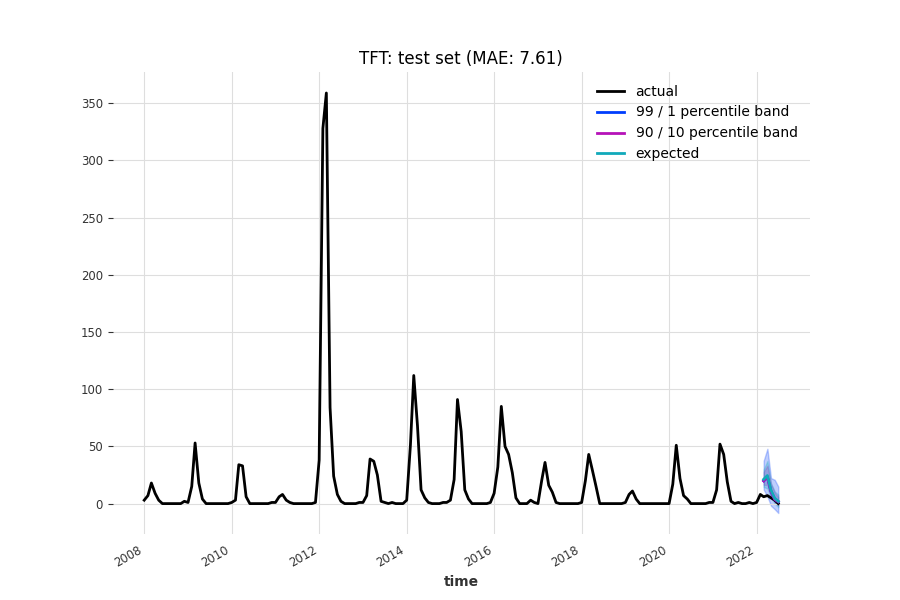 TFT: test set (MAE: 7.61)
actual
99 / 1 percentile band
90 / 10 percentile band
expected
350
300
250
200
150
100
50
0
2008
2010
2012
2014
2016
2018
2020
2022
time